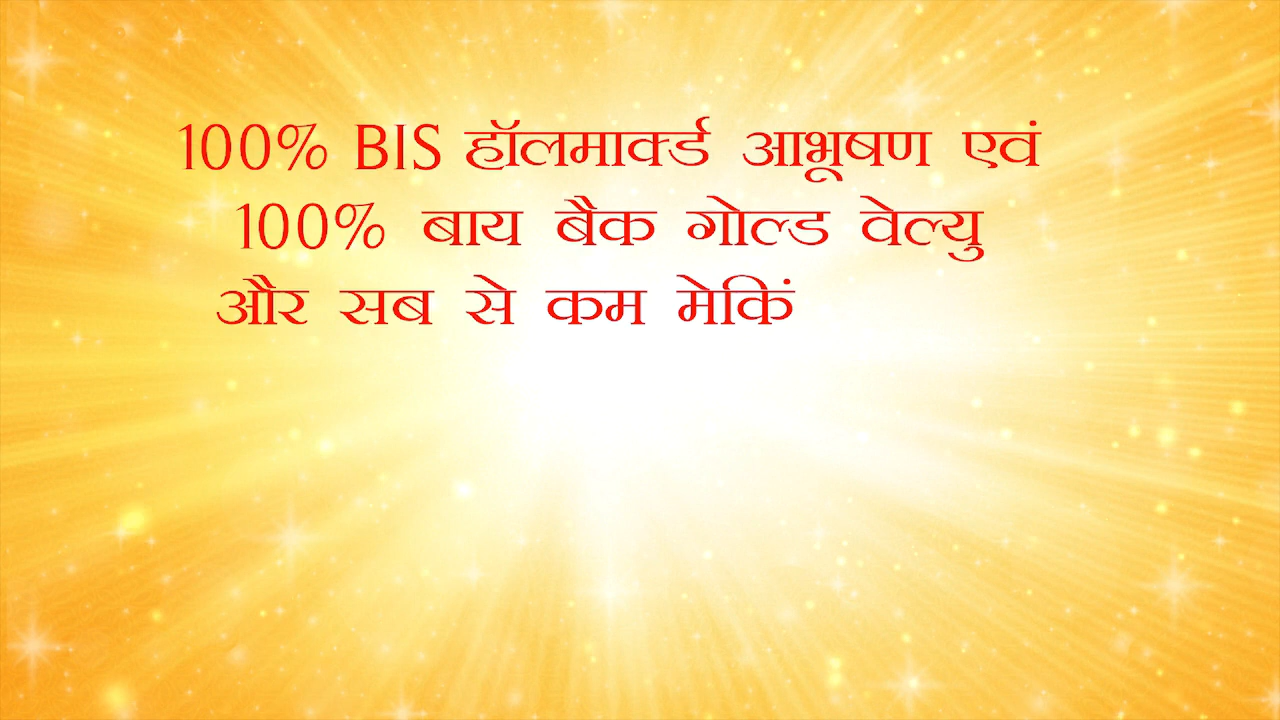 100% BIS हॉलमार्क्ड आभूषण एवं
100% बाय बैक गोल्ड वेल्यु
और सब से कम मेकिं